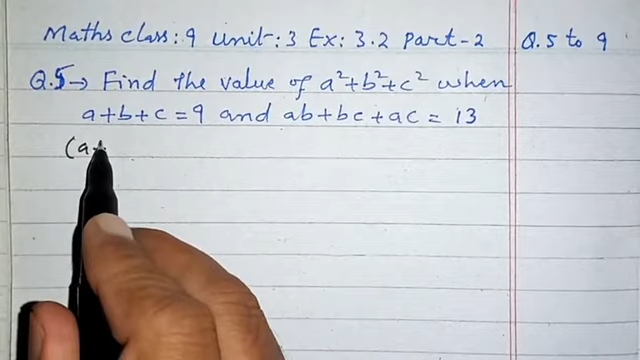 Maths class: 9 Unit: 3 Ex: 3.2 Part-2 Q.5 to 9
Q.5→ Find the value of a²+b²+c² when
a+b+c=9 and ab+bc+ac=13
(a+